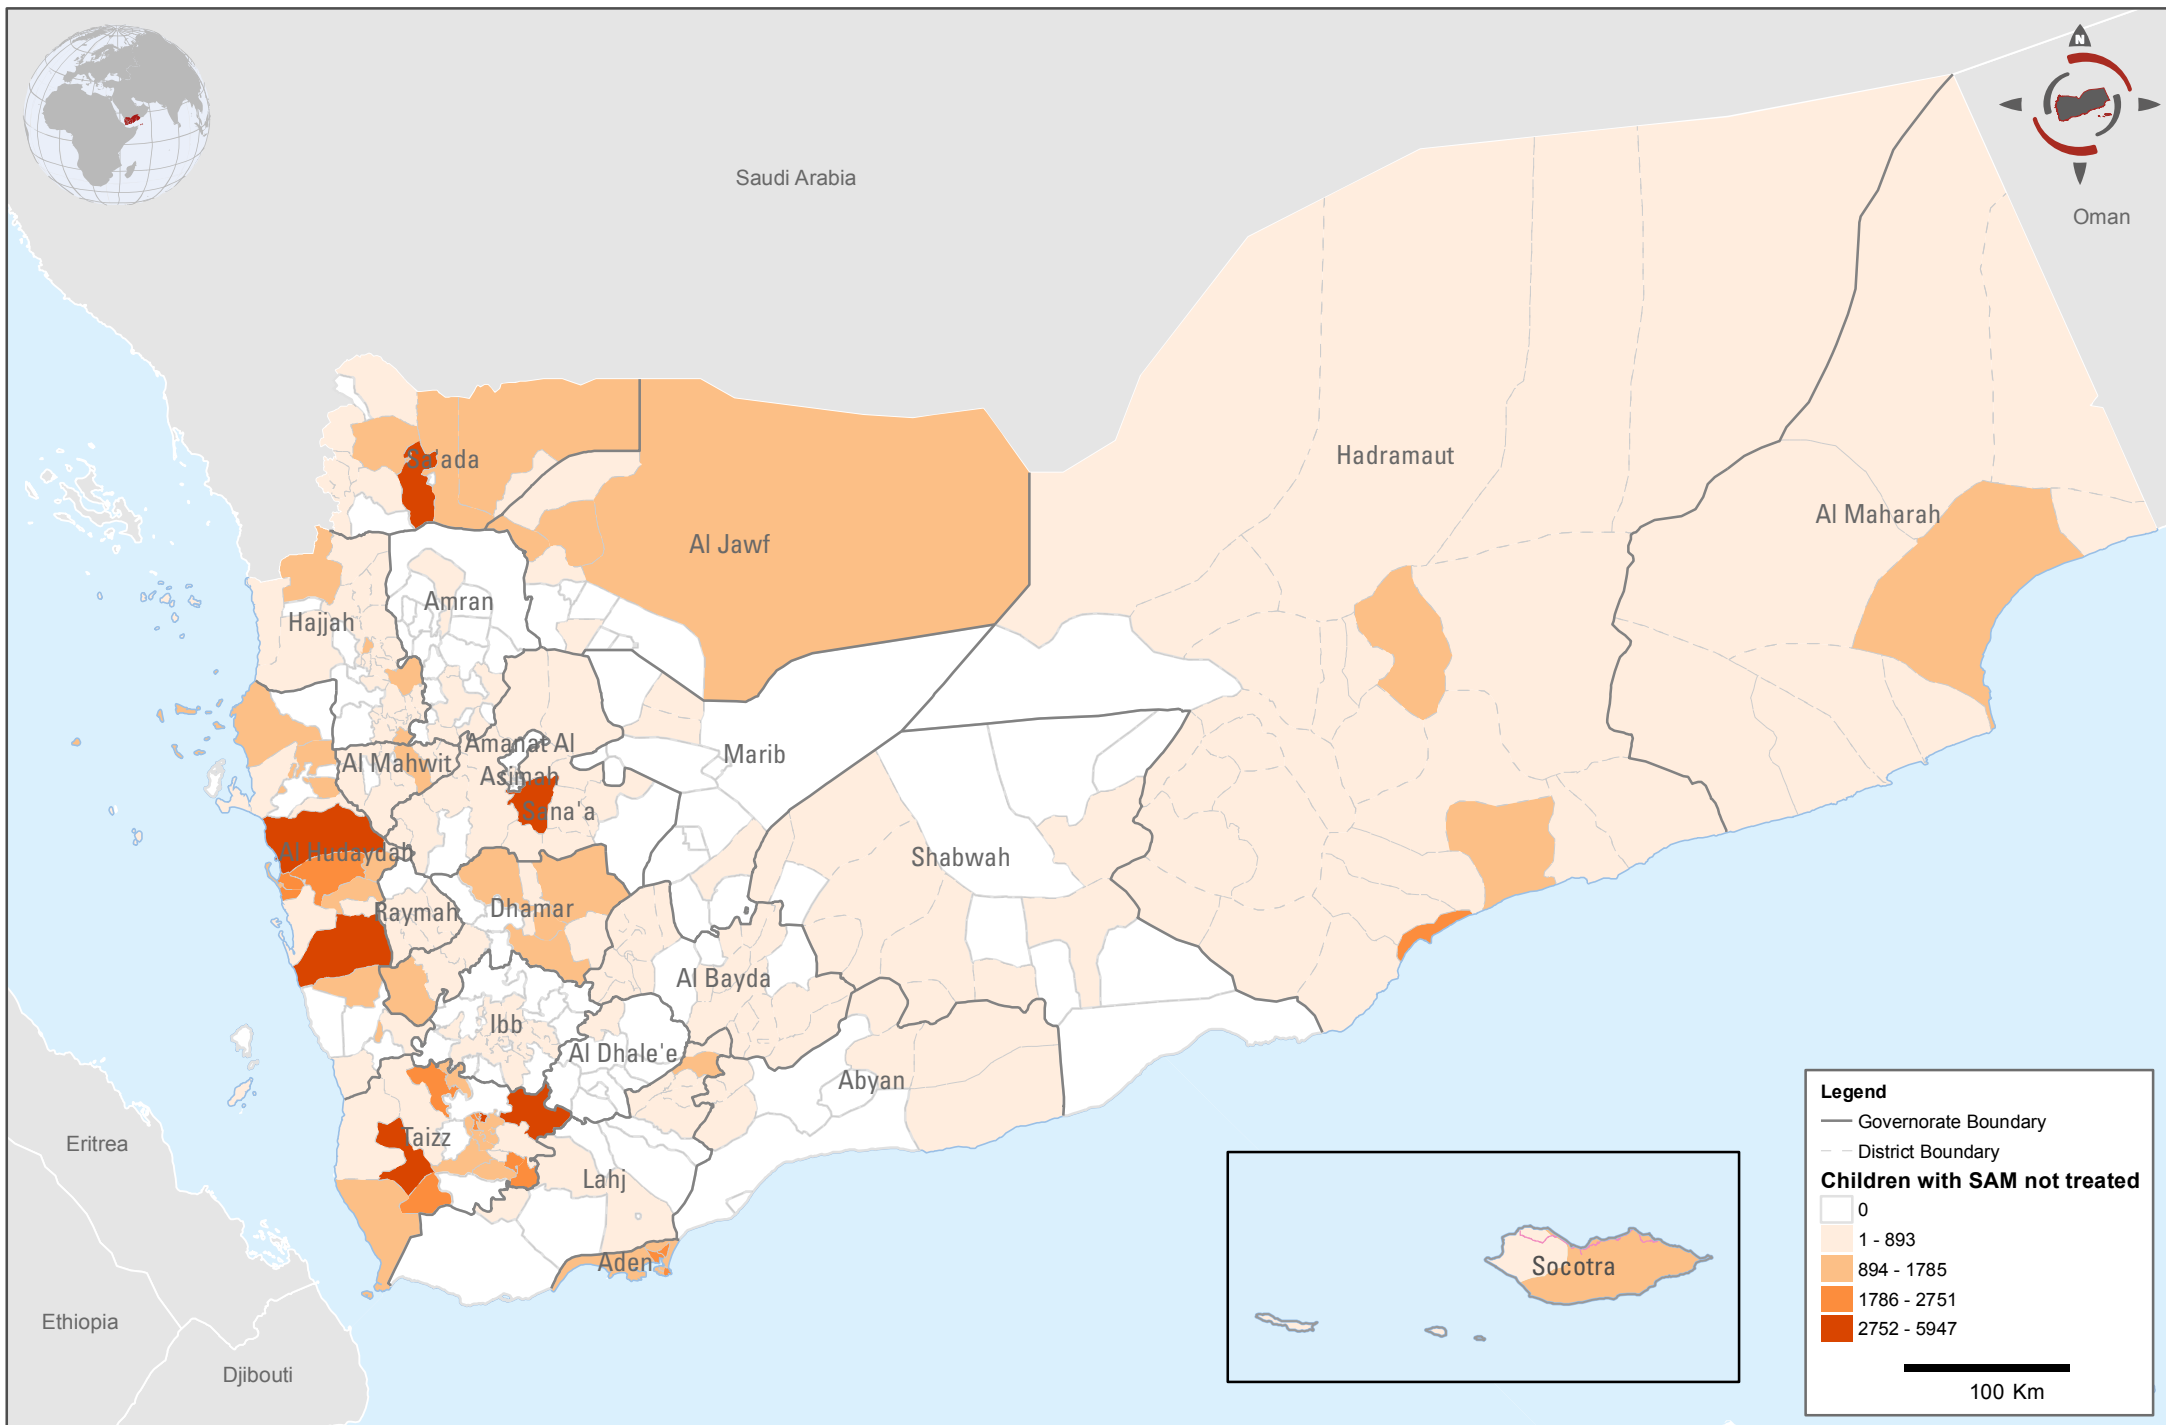 N
Saudi Arabia
Oman
Sa'ada
Hadramaut
Al Maharah
Al Jawf
Amran
Hajjah
Amanat Al
Asimah
Al Mahwit
Marib
Sana'a
Al Hudaydah
Shabwah
Raymah
Dhamar
Al Bayda
Ibb
Al Dhale'e
Abyan
Taizz
Lahj
Aden
Eritrea
Ethiopia
Djibouti
Socotra
Legend
Governorate Boundary
District Boundary
Children with SAM not treated
0
1 - 893
894 - 1785
1786 - 2751
2752 - 5947
100 Km